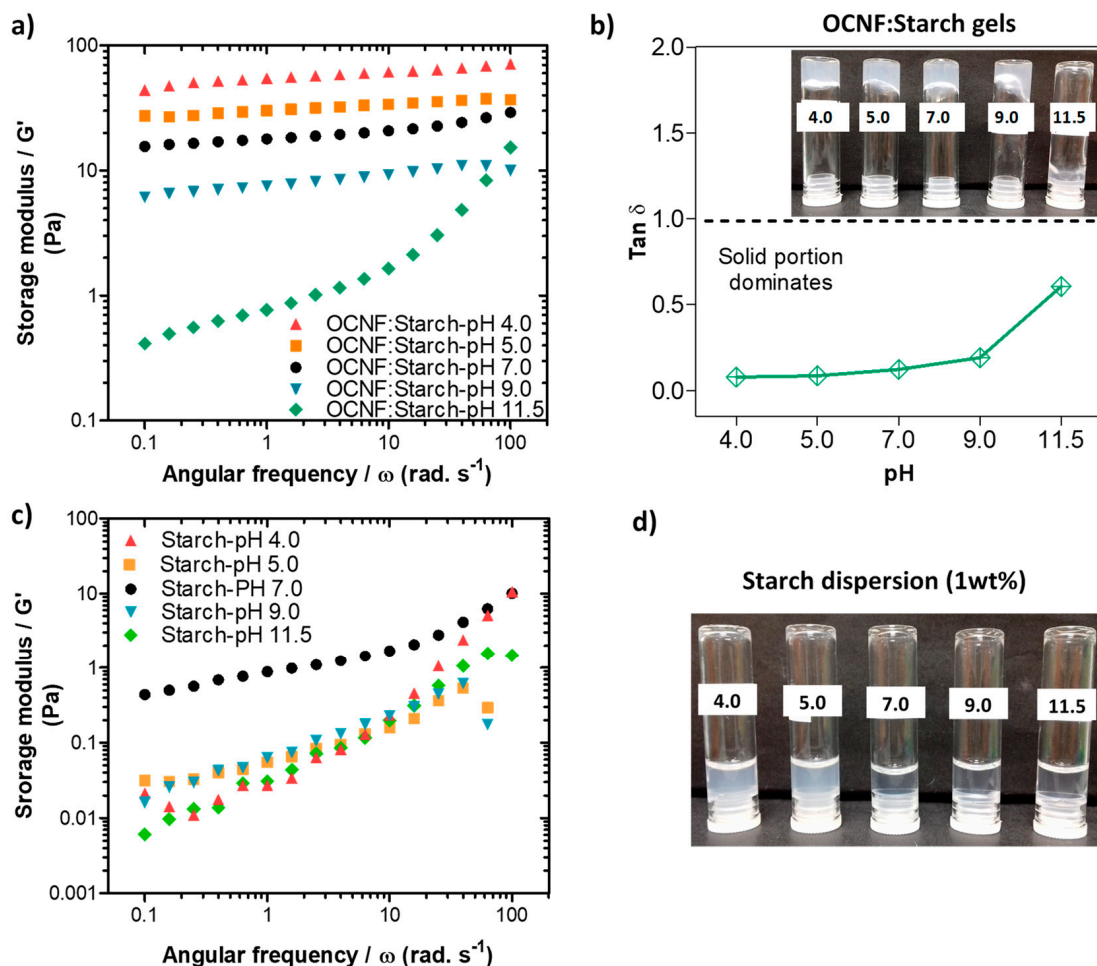 a)
Storage modulus / G'
(Pa)
100
10
1
0.1
OCNF:Starch-pH 4.0
OCNF:Starch-pH 5.0
OCNF:Starch-pH 7.0
OCNF:Starch-pH 9.0
OCNF:Starch-pH 11.5
0.1 1 10 100
Angular frequency / ω (rad. s⁻¹)
b)
OCNF:Starch gels
Tan δ
2.0
1.5
1.0
0.5
0.0
4.0 5.0 7.0 9.0 11.5
Solid portion
dominates
4.0 5.0 7.0 9.0 11.5
pH
c)
Srorage modulus / G'
(Pa)
100
10
1
0.1
0.01
0.001
Starch-pH 4.0
Starch-pH 5.0
Starch-PH 7.0
Starch-pH 9.0
Starch-pH 11.5
0.1 1 10 100
Angular frequency / ω (rad. s⁻¹)
d)
Starch dispersion (1wt%)
4.0 5.0 7.0 9.0 11.5